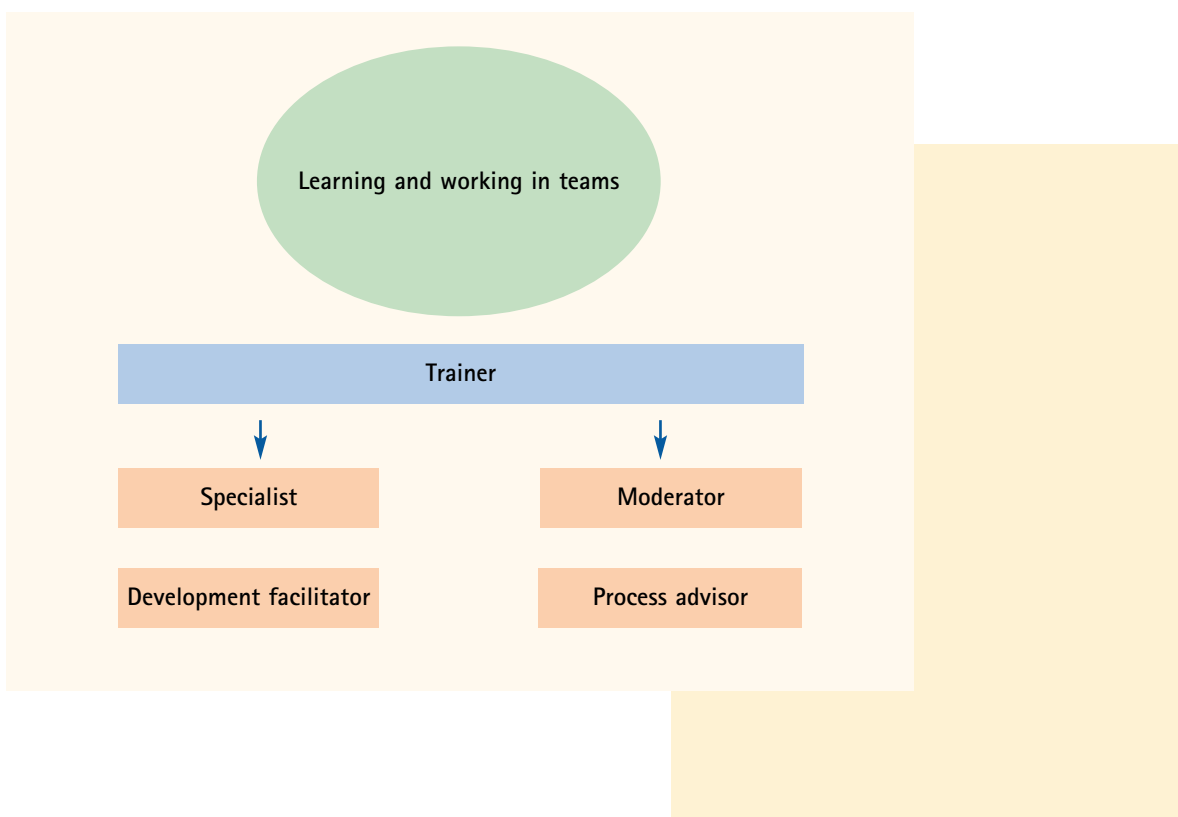 Learning and working in teams
Trainer
Specialist
Moderator
Development facilitator
Process advisor